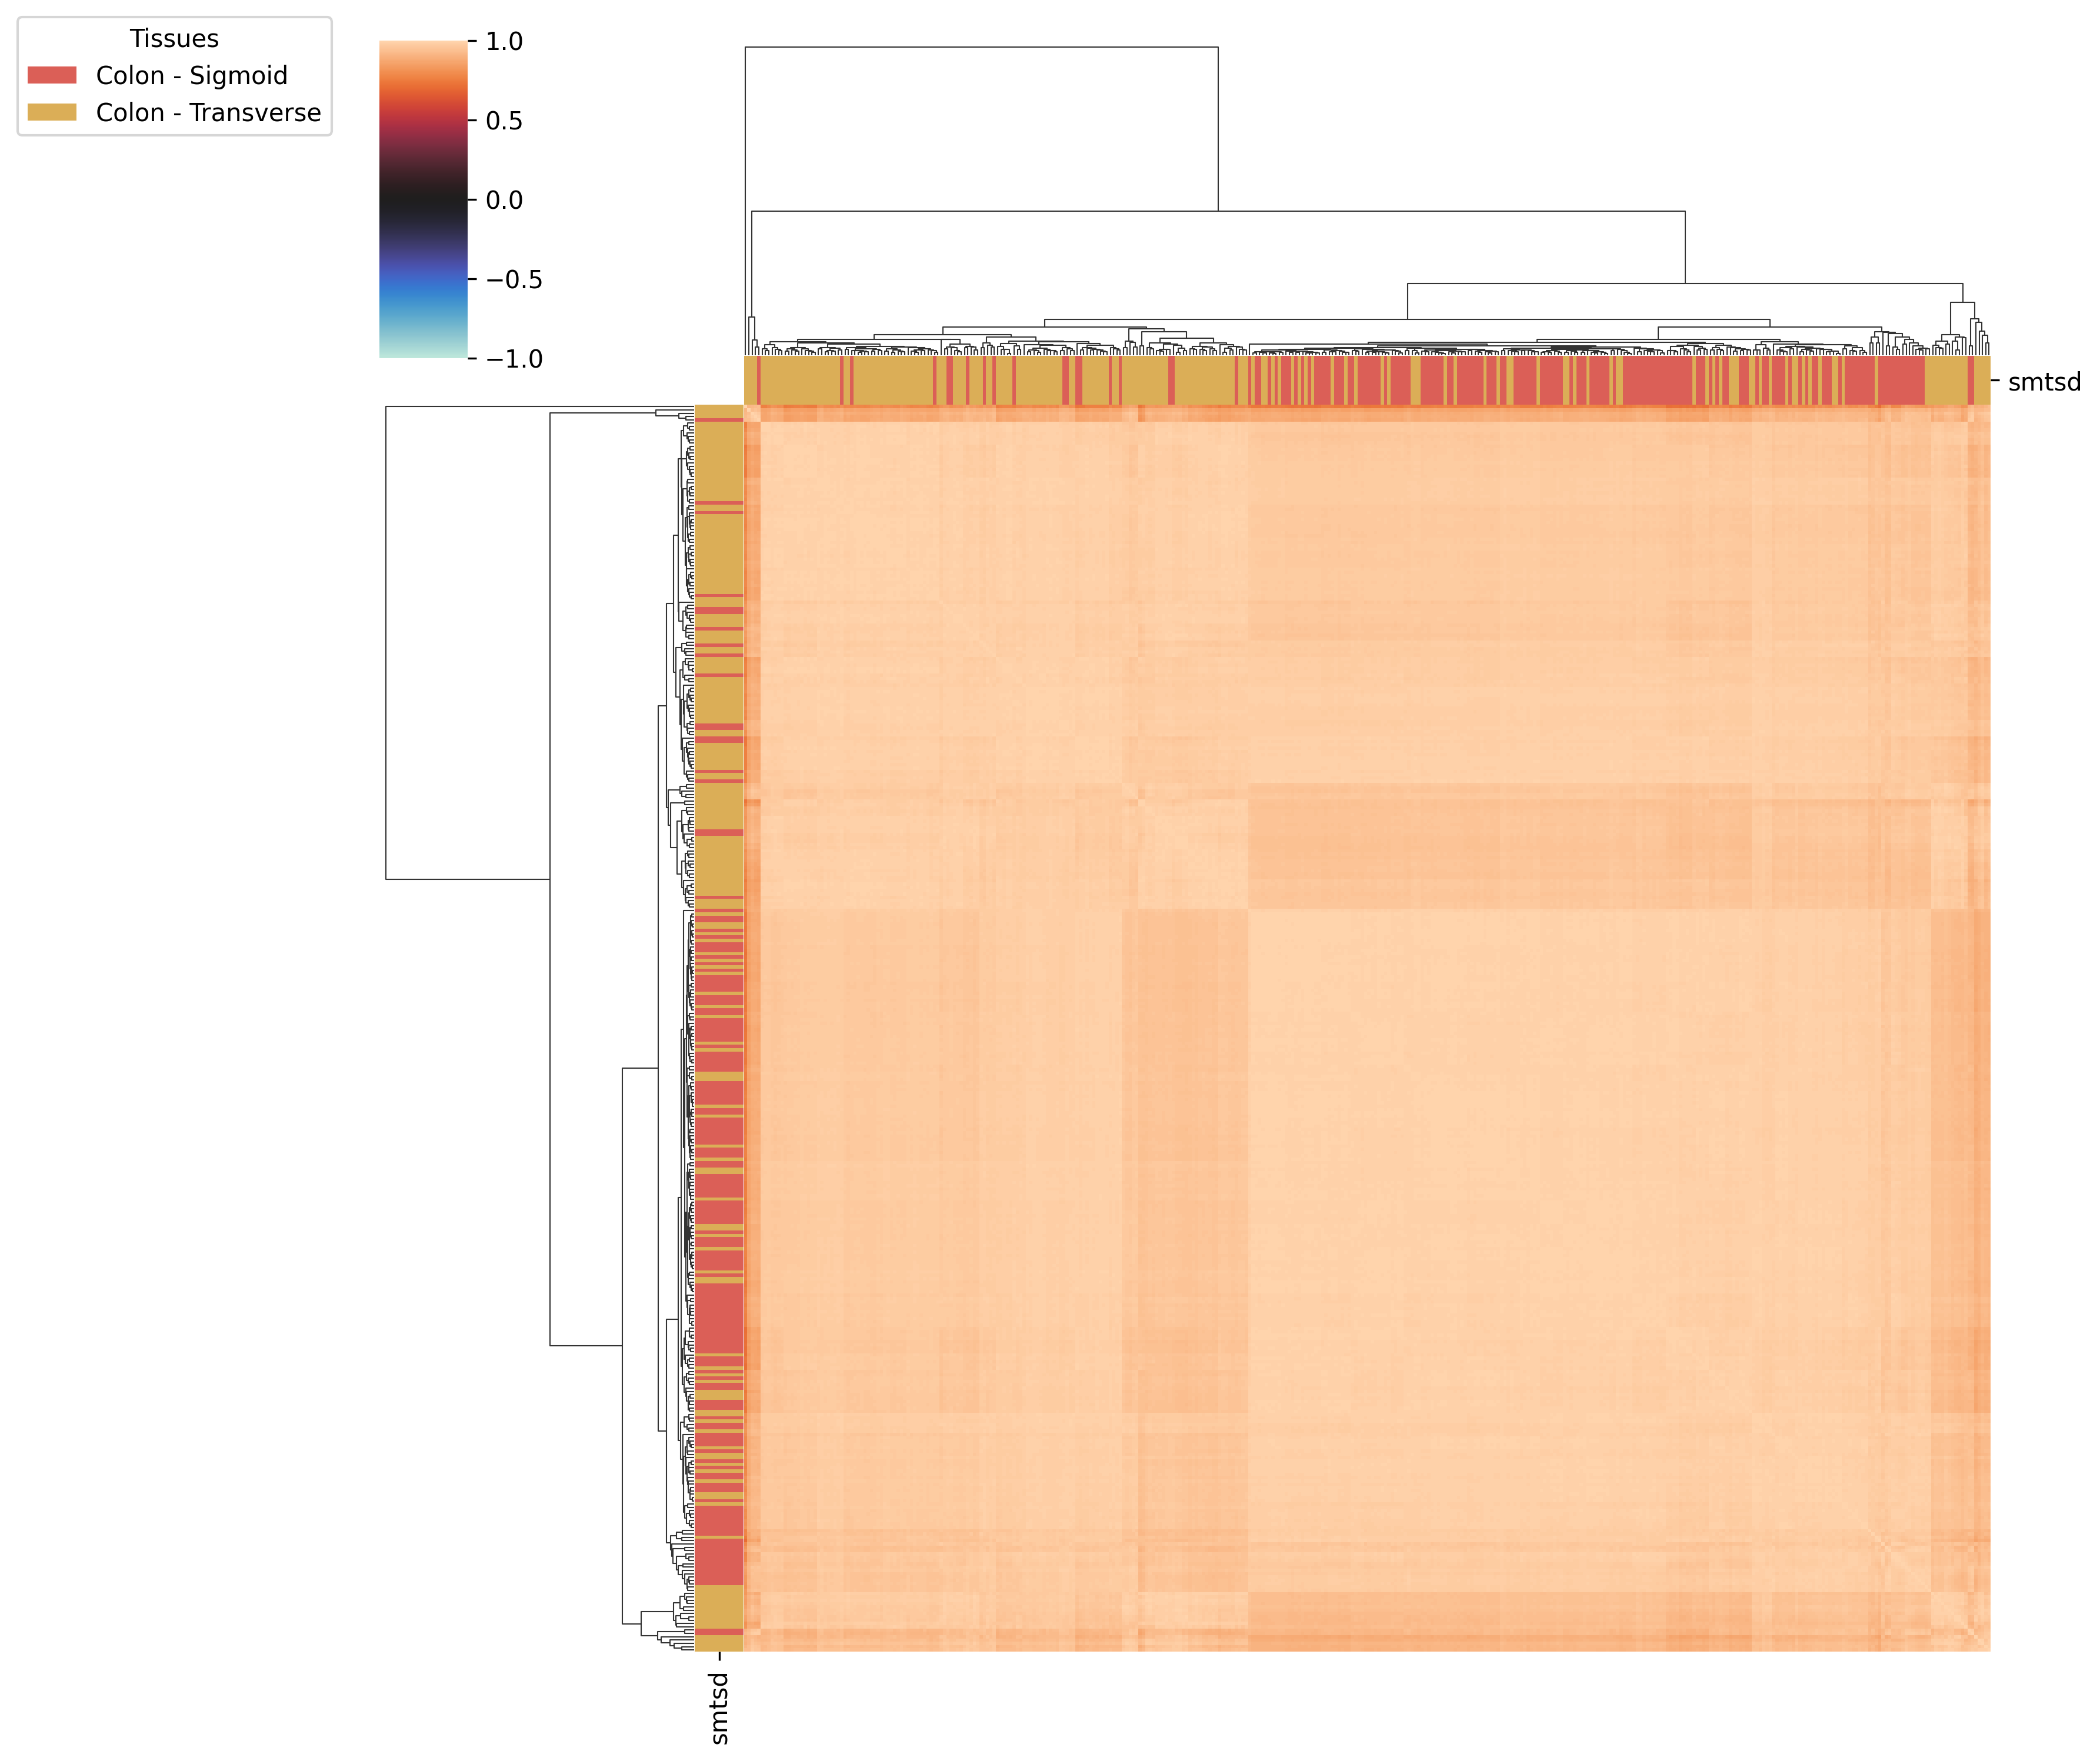 Tissues
Colon - Sigmoid
Colon - Transverse
1.0
0.5
0.0
−0.5
−1.0
smtsd
smtsd